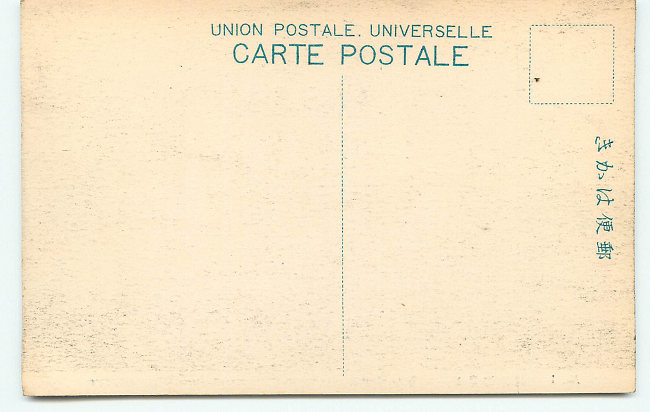 UNION POSTALE. UNIVERSELLE
CARTE POSTALE
きかは便郵